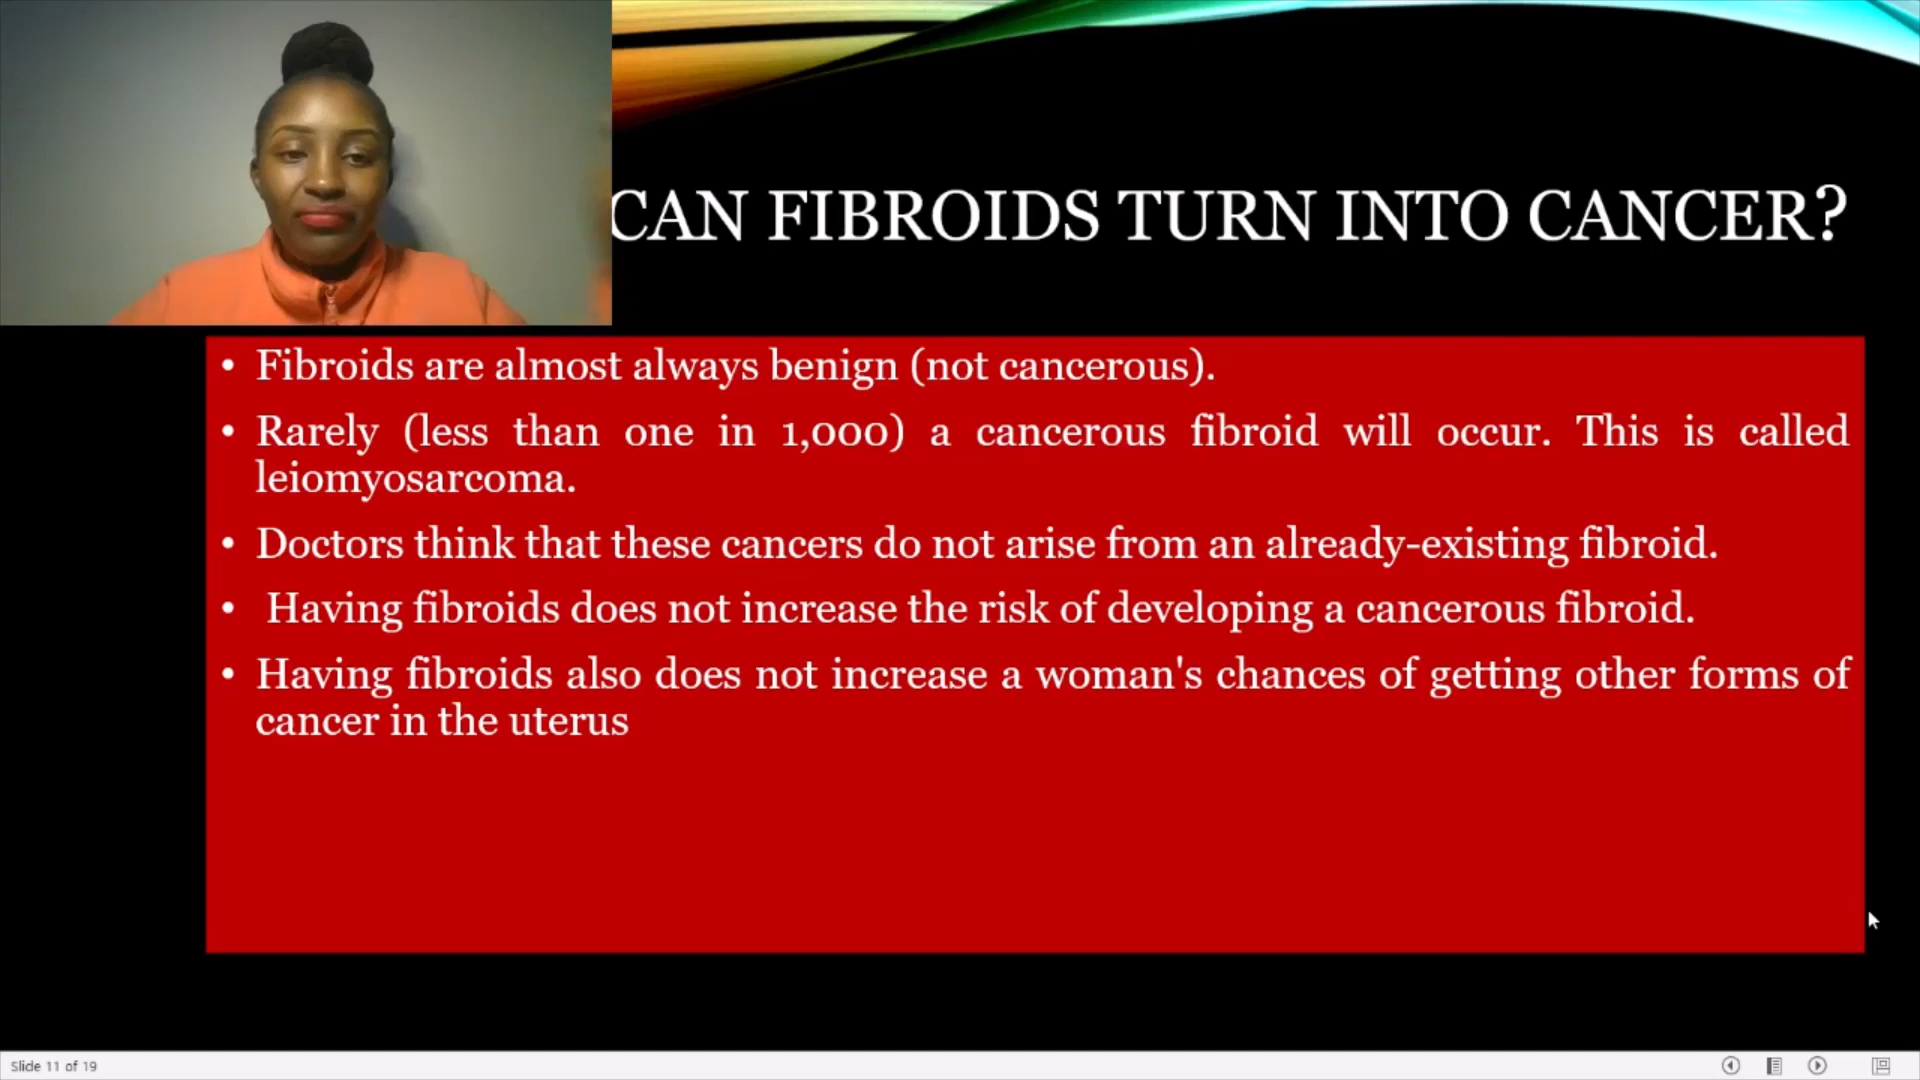 CAN FIBROIDS TURN INTO CANCER?
• Fibroids are almost always benign (not cancerous).
• Rarely (less than one in 1,000) a cancerous fibroid will occur. This is called
leiomyosarcoma.
• Doctors think that these cancers do not arise from an already-existing fibroid.
• Having fibroids does not increase the risk of developing a cancerous fibroid.
• Having fibroids also does not increase a woman's chances of getting other forms of
cancer in the uterus
Slide 11 of 19